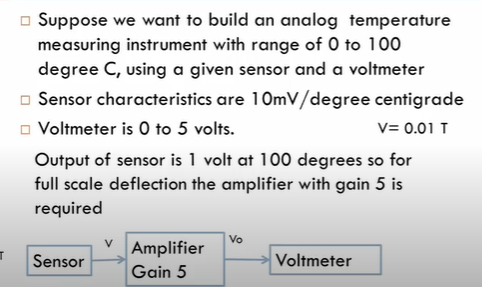 Suppose we want to build an analog temperature
measuring instrument with range of 0 to 100
degree C, using a given sensor and a voltmeter
Sensor characteristics are 10mV/degree centigrade
Voltmeter is 0 to 5 volts. V= 0.01 T
Output of sensor is 1 volt at 100 degrees so for
full scale deflection the amplifier with gain 5 is
required
T
Sensor
V
Amplifier
Gain 5
Vo
Voltmeter